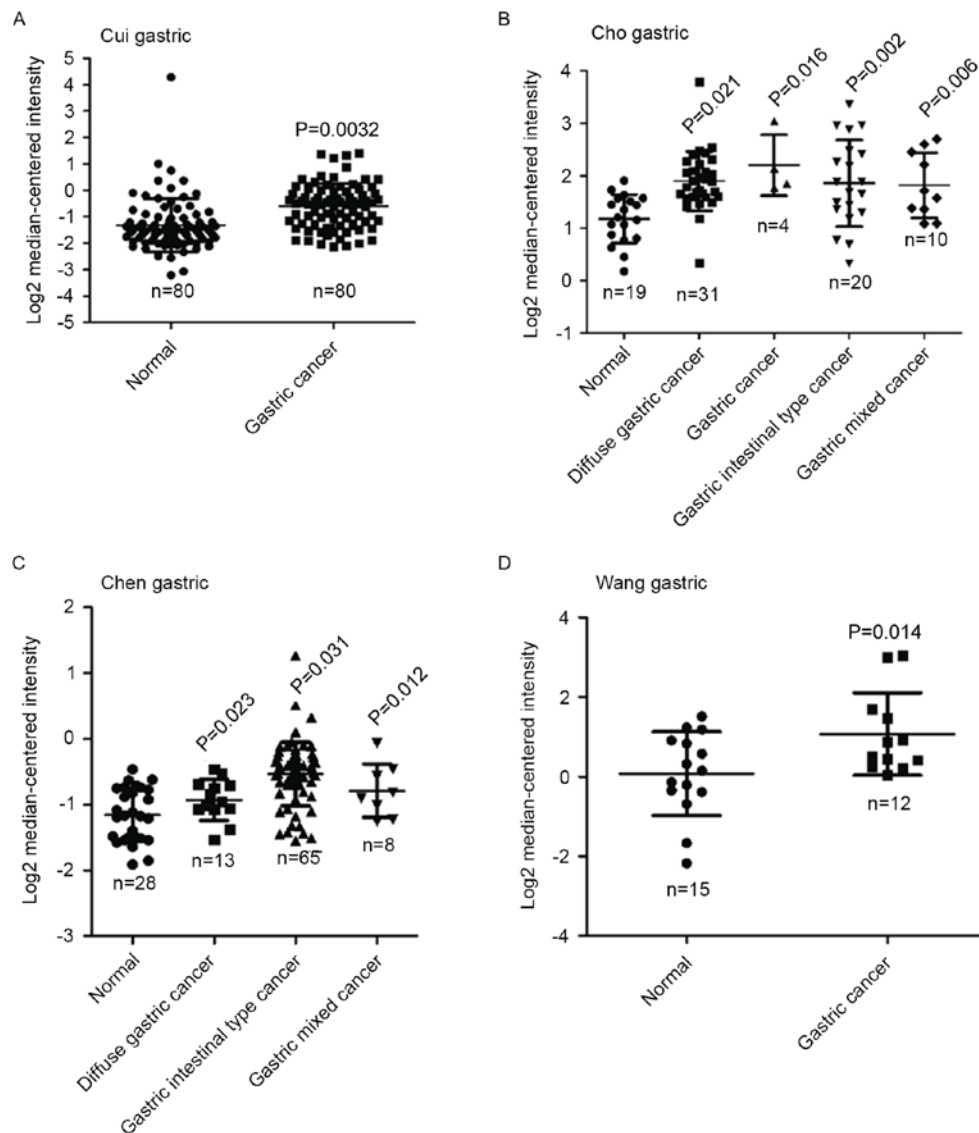 A
Cui gastric
Log2 median-centered intensity
5
4
3
2
1
0
-1
-2
-3
-4
-5
P=0.0032
n=80
n=80
Normal
Gastric cancer
B
Cho gastric
Log2 median-centered intensity
4
3
2
1
0
-1
P=0.021
P=0.016
P=0.002
P=0.006
n=19
n=31
n=4
n=20
n=10
Normal
Diffuse gastric cancer
Gastric cancer
Gastric intestinal type cancer
Gastric mixed cancer
C
Chen gastric
Log2 median-centered intensity
2
1
0
-1
-2
-3
P=0.023
P=0.031
P=0.012
n=28
n=13
n=65
n=8
Normal
Diffuse gastric cancer
Gastric intestinal type cancer
Gastric mixed cancer
D
Wang gastric
Log2 median-centered intensity
4
2
0
-2
-4
P=0.014
n=15
n=12
Normal
Gastric cancer